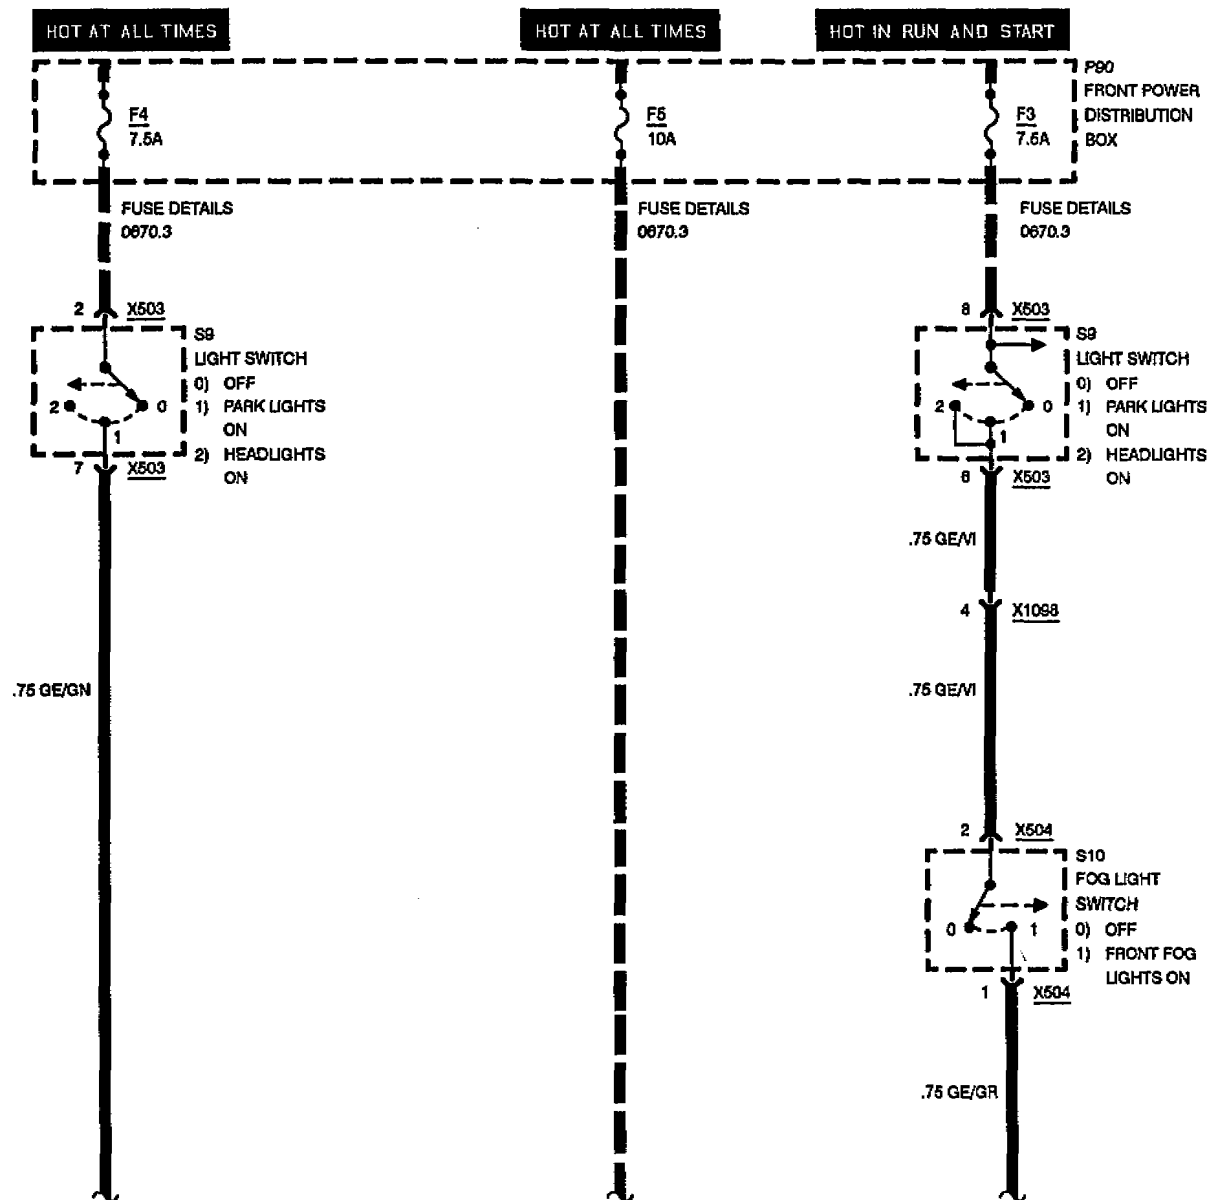 HOT AT ALL TIMES
HOT AT ALL TIMES
HOT IN RUN AND START
P90
FRONT POWER
DISTRIBUTION
BOX
F4
7.5A
F5
10A
F3
7.5A
FUSE DETAILS
0670.3
FUSE DETAILS
0670.3
FUSE DETAILS
0670.3
2 X503
8 X503
S9
LIGHT SWITCH
0) OFF
1) PARK LIGHTS
ON
2) HEADLIGHTS
ON
2 0
1
S9
LIGHT SWITCH
0) OFF
1) PARK LIGHTS
ON
2) HEADLIGHTS
ON
2 0
1
7 X503
6 X503
.75 GE/VI
4 X1098
.75 GE/GN
.75 GE/VI
2 X504
S10
FOG LIGHT
SWITCH
0) OFF
1) FRONT FOG
LIGHTS ON
0 1
1 X504
.75 GE/GR